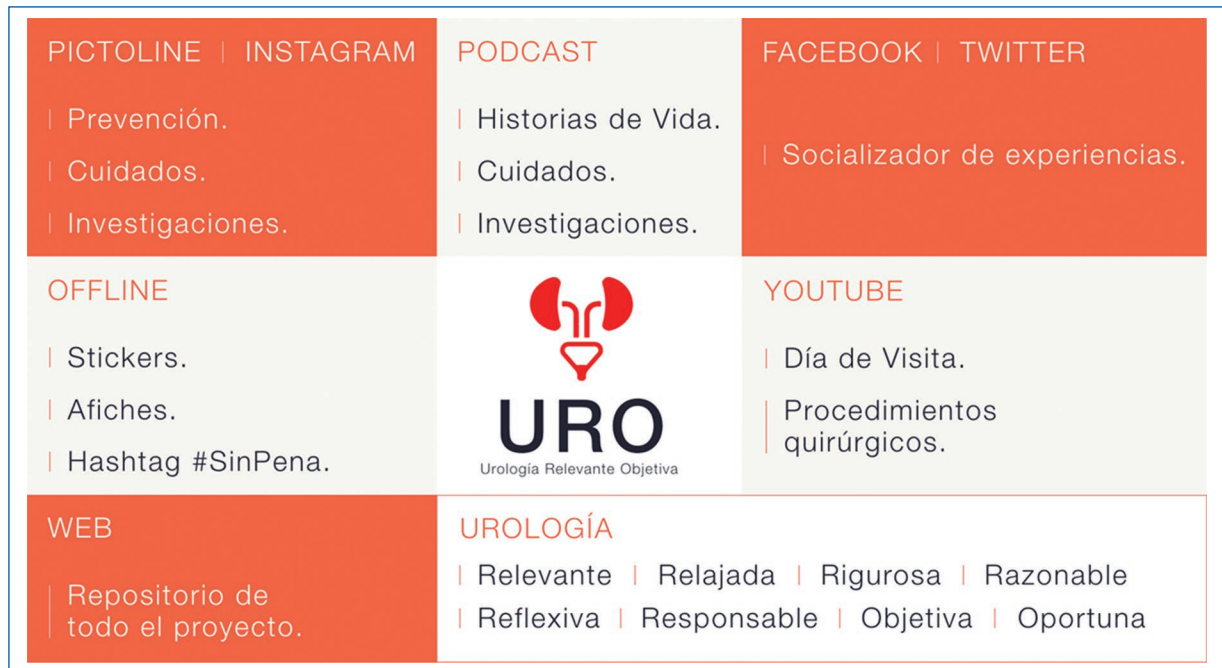 PICTOLINE | INSTAGRAM
Prevención.
Cuidados.
Investigaciones.
PODCAST
Historias de Vida.
Cuidados.
Investigaciones.
FACEBOOK | TWITTER
Socializador de experiencias.
OFFLINE
Stickers.
Afiches.
Hashtag #SinPena.
URO
Urología Relevante Objetiva
YOUTUBE
Día de Visita.
Procedimientos
quirúrgicos.
WEB
Repositorio de
todo el proyecto.
UROLOGÍA
| Relevante | Relajada | Rigurosa | Razonable
| Reflexiva | Responsable | Objetiva | Oportuna